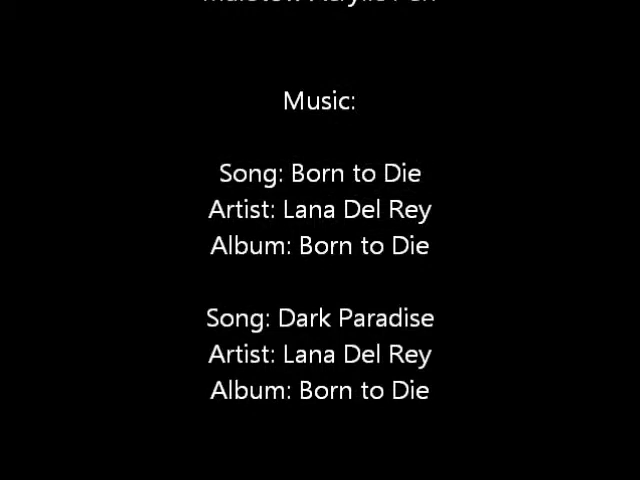 Music:
Song: Born to Die
Artist: Lana Del Rey
Album: Born to Die
Song: Dark Paradise
Artist: Lana Del Rey
Album: Born to Die